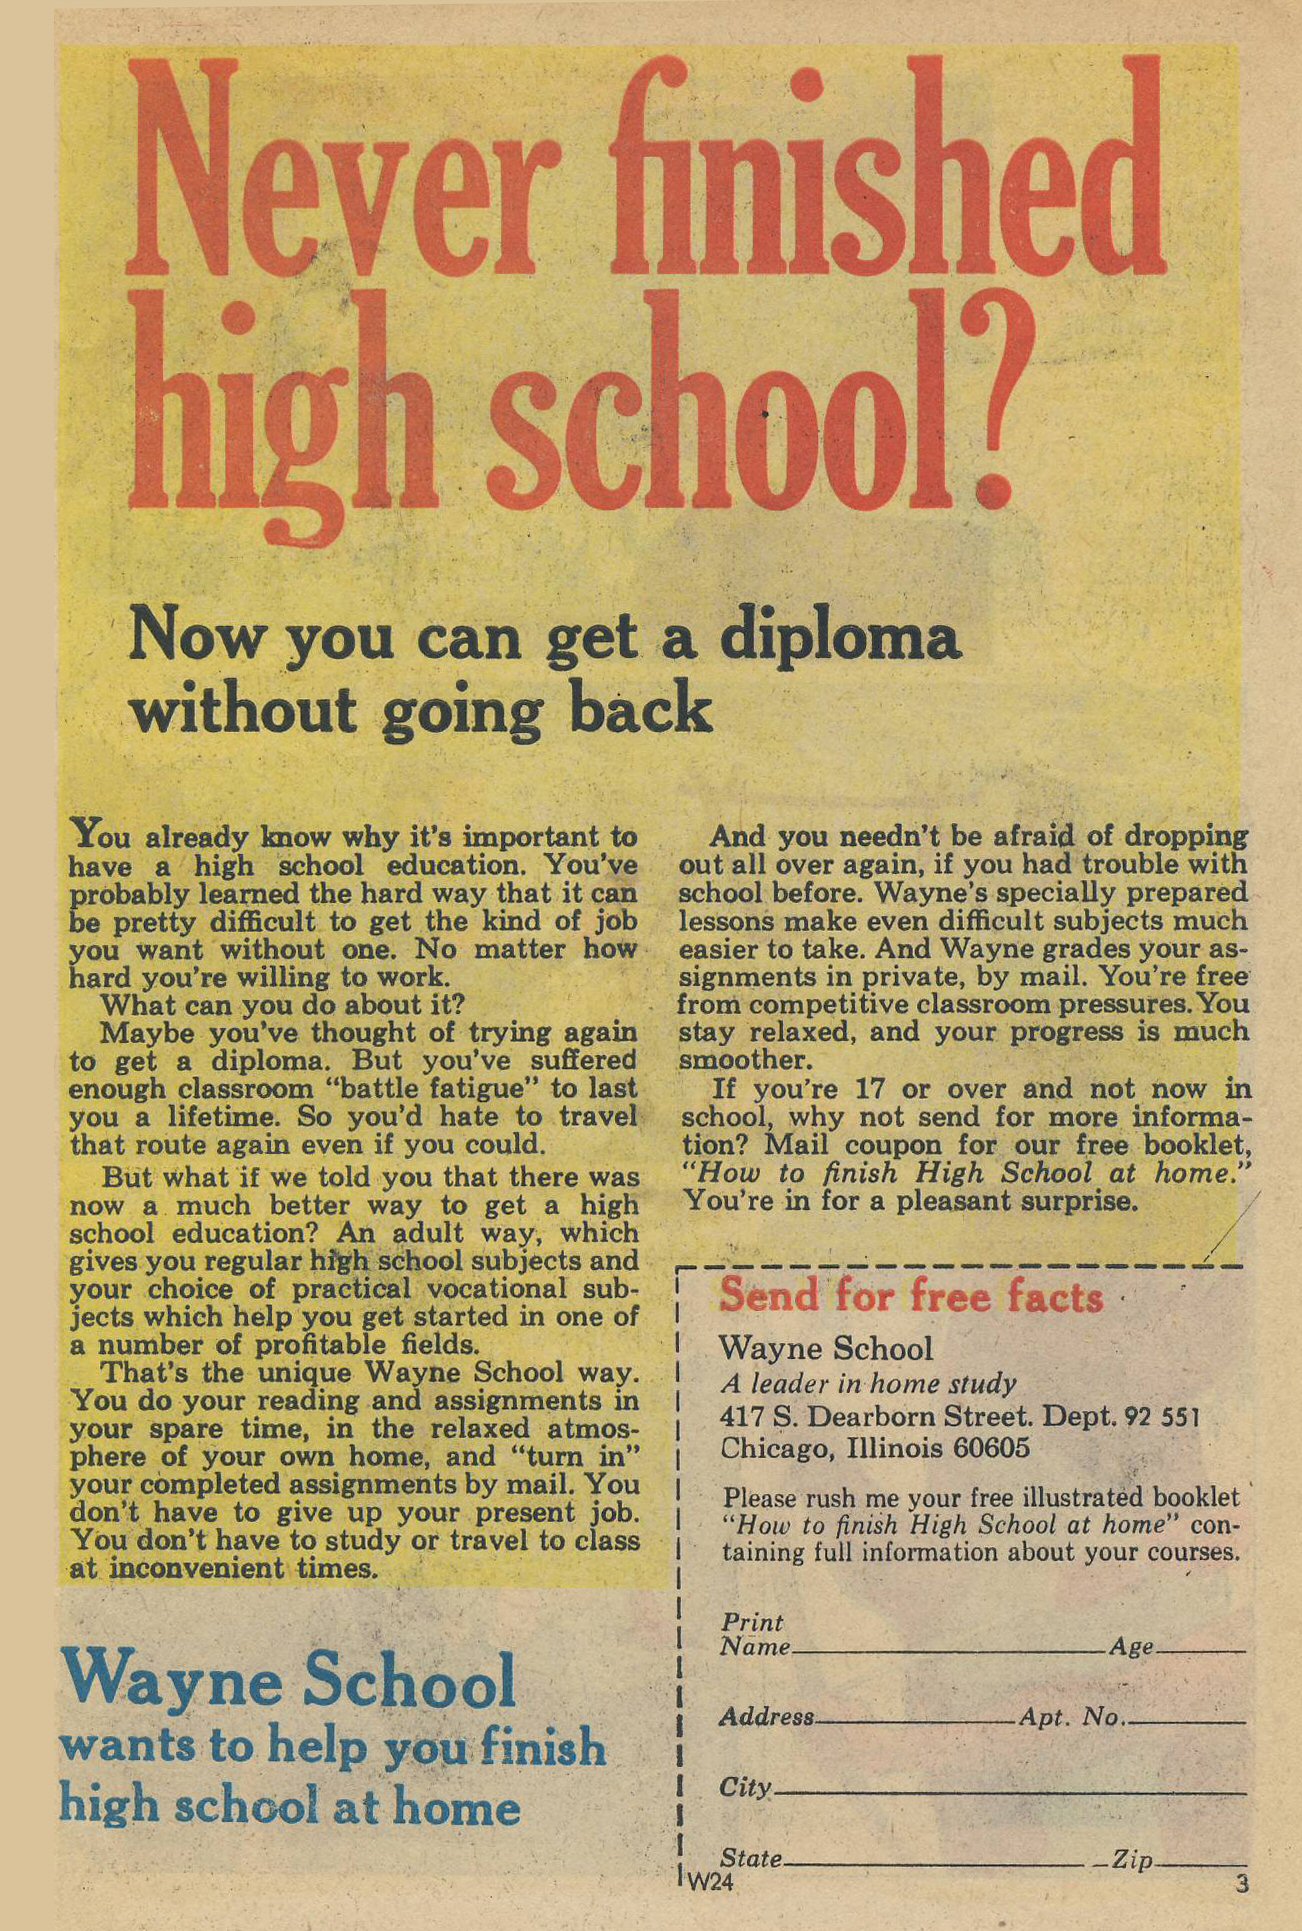 Never finished
high school?
Now you can get a diploma
without going back
You already know why it's important to
have a high school education. You've
probably learned the hard way that it can
be pretty difficult to get the kind of job
you want without one. No matter how
hard you're willing to work.
What can you do about it?
Maybe you've thought of trying again
to get a diploma. But you've suffered
enough classroom “battle fatigue” to last
you a lifetime. So you'd hate to travel
that route again even if you could.
But what if we told you that there was
now a much better way to get a high
school education? An adult way, which
gives you regular high school subjects and
your choice of practical vocational sub-
jects which help you get started in one of
a number of profitable fields.
That's the unique Wayne School way.
You do your reading and assignments in
your spare time, in the relaxed atmos-
phere of your own home, and “turn in”
your completed assignments by mail. You
don't have to give up your present job.
You don't have to study or travel to class
at inconvenient times.
And you needn't be afraid of dropping
out all over again, if you had trouble with
school before. Wayne's specially prepared
lessons make even difficult subjects much
easier to take. And Wayne grades your as-
signments in private, by mail. You're free
from competitive classroom pressures. You
stay relaxed, and your progress is much
smoother.
If you're 17 or over and not now in
school, why not send for more informa-
tion? Mail coupon for our free booklet,
“How to finish High School at home.”
You're in for a pleasant surprise.
Wayne School
wants to help you finish
high school at home
Send for free facts
Wayne School
A leader in home study
417 S. Dearborn Street. Dept. 92 551
Chicago, Illinois 60605
Please rush me your free illustrated booklet
“How to finish High School at home” con-
taining full information about your courses.
Print
Name Age
Address Apt. No.
City
State Zip
W24 3